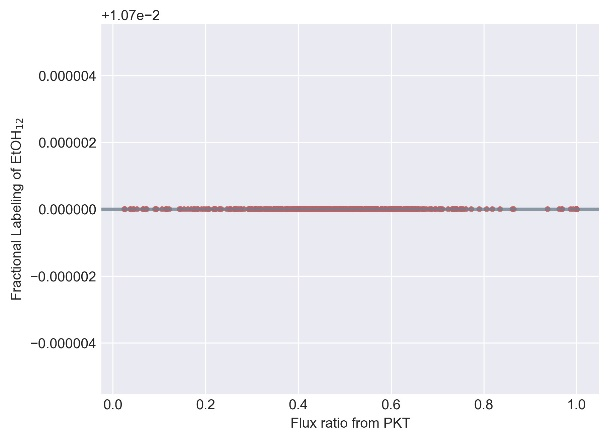 +1.07e−2
0.000004
0.000002
0.000000
−0.000002
−0.000004
Fractional Labeling of EtOH₁₂
0.0 0.2 0.4 0.6 0.8 1.0
Flux ratio from PKT